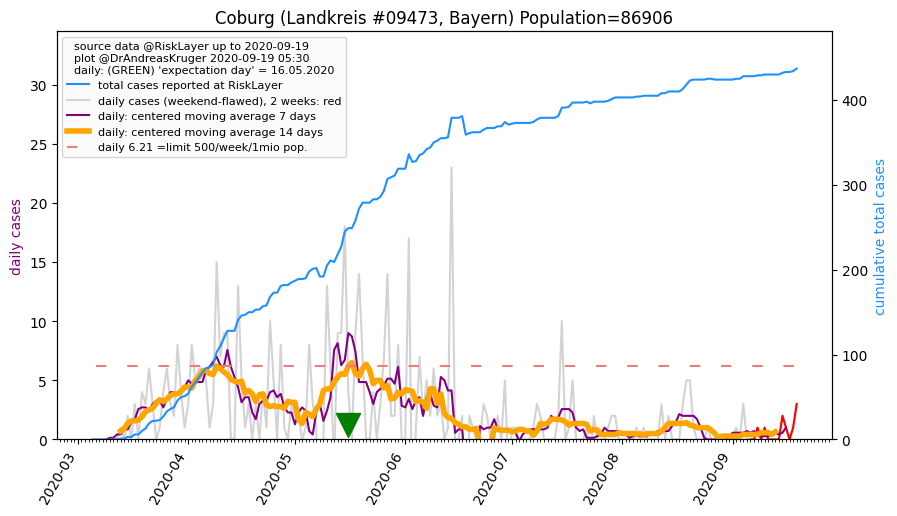 Coburg (Landkreis #09473, Bayern) Population=86906
source data @RiskLayer up to 2020-09-19
plot @DrAndreasKruger 2020-09-19 05:30
daily: (GREEN) 'expectation day' = 16.05.2020
total cases reported at RiskLayer
daily cases (weekend-flawed), 2 weeks: red
daily: centered moving average 7 days
daily: centered moving average 14 days
daily 6.21 =limit 500/week/1mio pop.
daily cases
30
25
20
15
10
5
0
cumulative total cases
400
300
200
100
0
2020-03
2020-04
2020-05
2020-06
2020-07
2020-08
2020-09